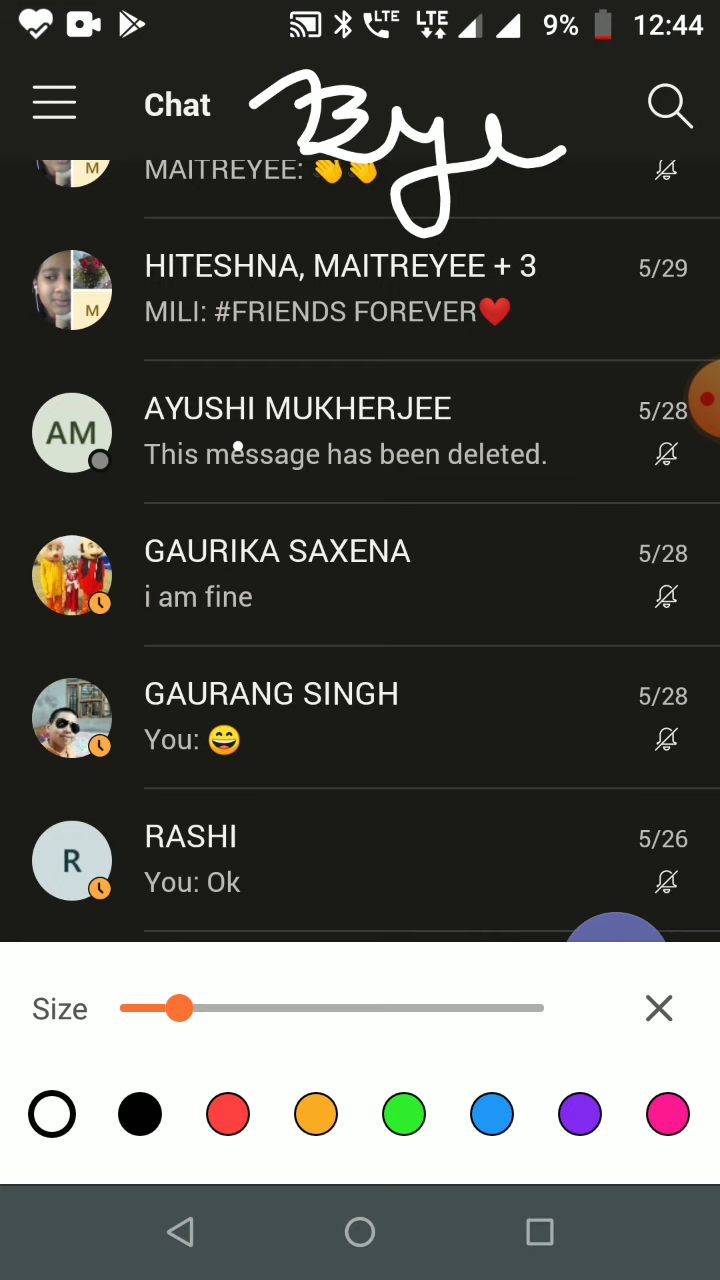 LTE LTE 9% 12:44
Chat Bye
MAITREYEE: 👋👋
M
HITESHNA, MAITREYEE + 3 5/29
MILI: #FRIENDS FOREVER❤️
M
AYUSHI MUKHERJEE 5/28
AM
This message has been deleted.
GAURIKA SAXENA 5/28
i am fine
GAURANG SINGH 5/28
You: 😄
RASHI 5/26
R
You: Ok
Size